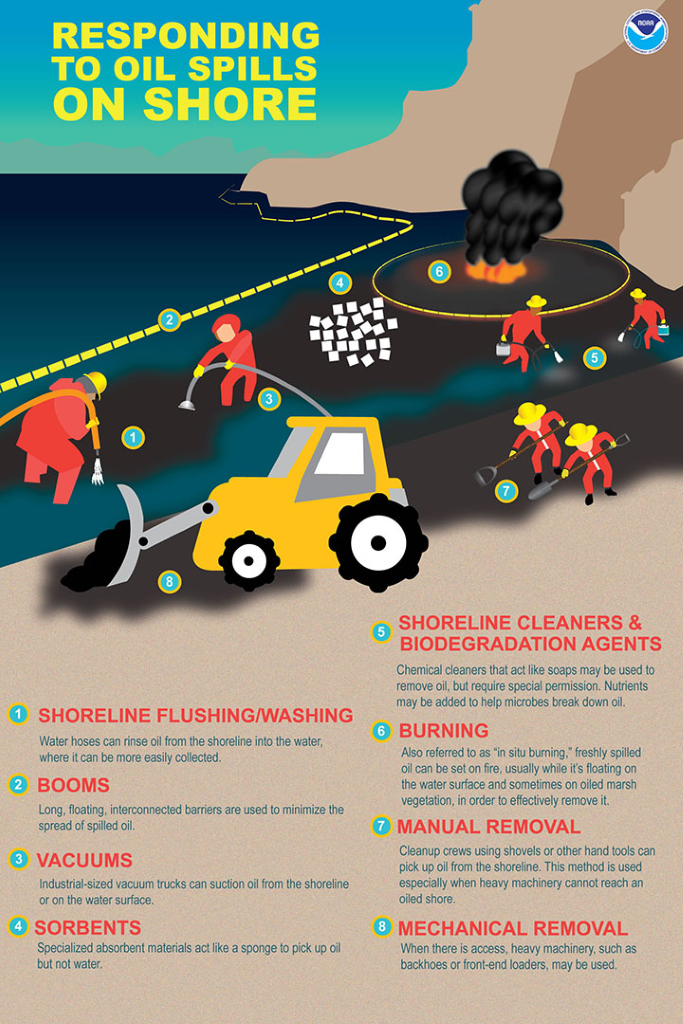 RESPONDING
TO OIL SPILLS
ON SHORE
NOAA
6
4
2
5
3
1
7
8
1 SHORELINE FLUSHING/WASHING
Water hoses can rinse oil from the shoreline into the water,
where it can be more easily collected.
2 BOOMS
Long, floating, interconnected barriers are used to minimize the
spread of spilled oil.
3 VACUUMS
Industrial-sized vacuum trucks can suction oil from the shoreline
or on the water surface.
4 SORBENTS
Specialized absorbent materials act like a sponge to pick up oil
but not water.
5 SHORELINE CLEANERS &
BIODEGRADATION AGENTS
Chemical cleaners that act like soaps may be used to
remove oil, but require special permission. Nutrients
may be added to help microbes break down oil.
6 BURNING
Also referred to as “in situ burning,” freshly spilled
oil can be set on fire, usually while it’s floating on
the water surface and sometimes on oiled marsh
vegetation, in order to effectively remove it.
7 MANUAL REMOVAL
Cleanup crews using shovels or other hand tools can
pick up oil from the shoreline. This method is used
especially when heavy machinery cannot reach an
oiled shore.
8 MECHANICAL REMOVAL
When there is access, heavy machinery, such as
backhoes or front-end loaders, may be used.